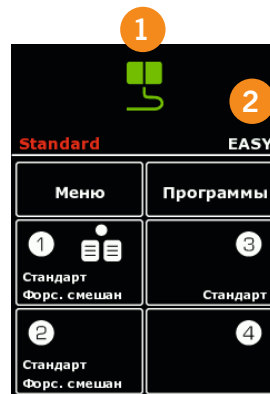 1
2
Standard EASY
Меню Программы
1 3
Стандарт
Форс. смешан Стандарт
2 4
Стандарт
Форс. смешан